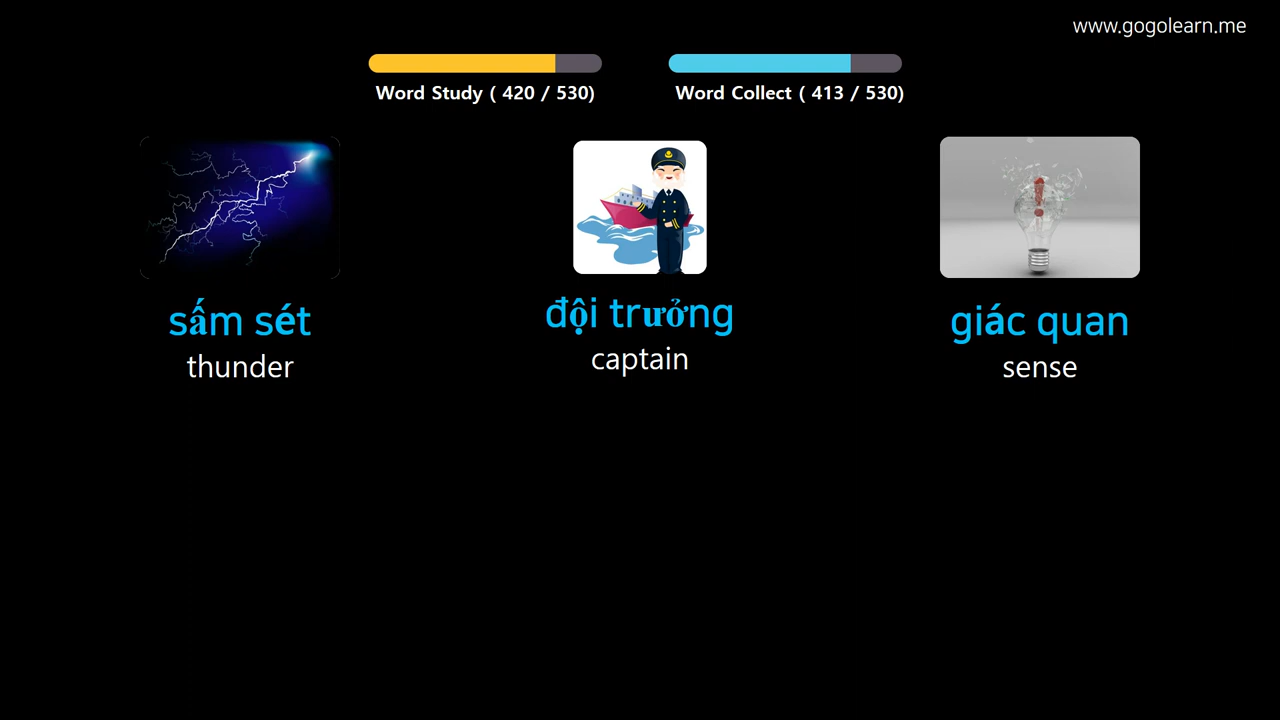 www.gogolearn.me
Word Study ( 420 / 530)
Word Collect ( 413 / 530)
sấm sét
thunder
đội trưởng
captain
giác quan
sense